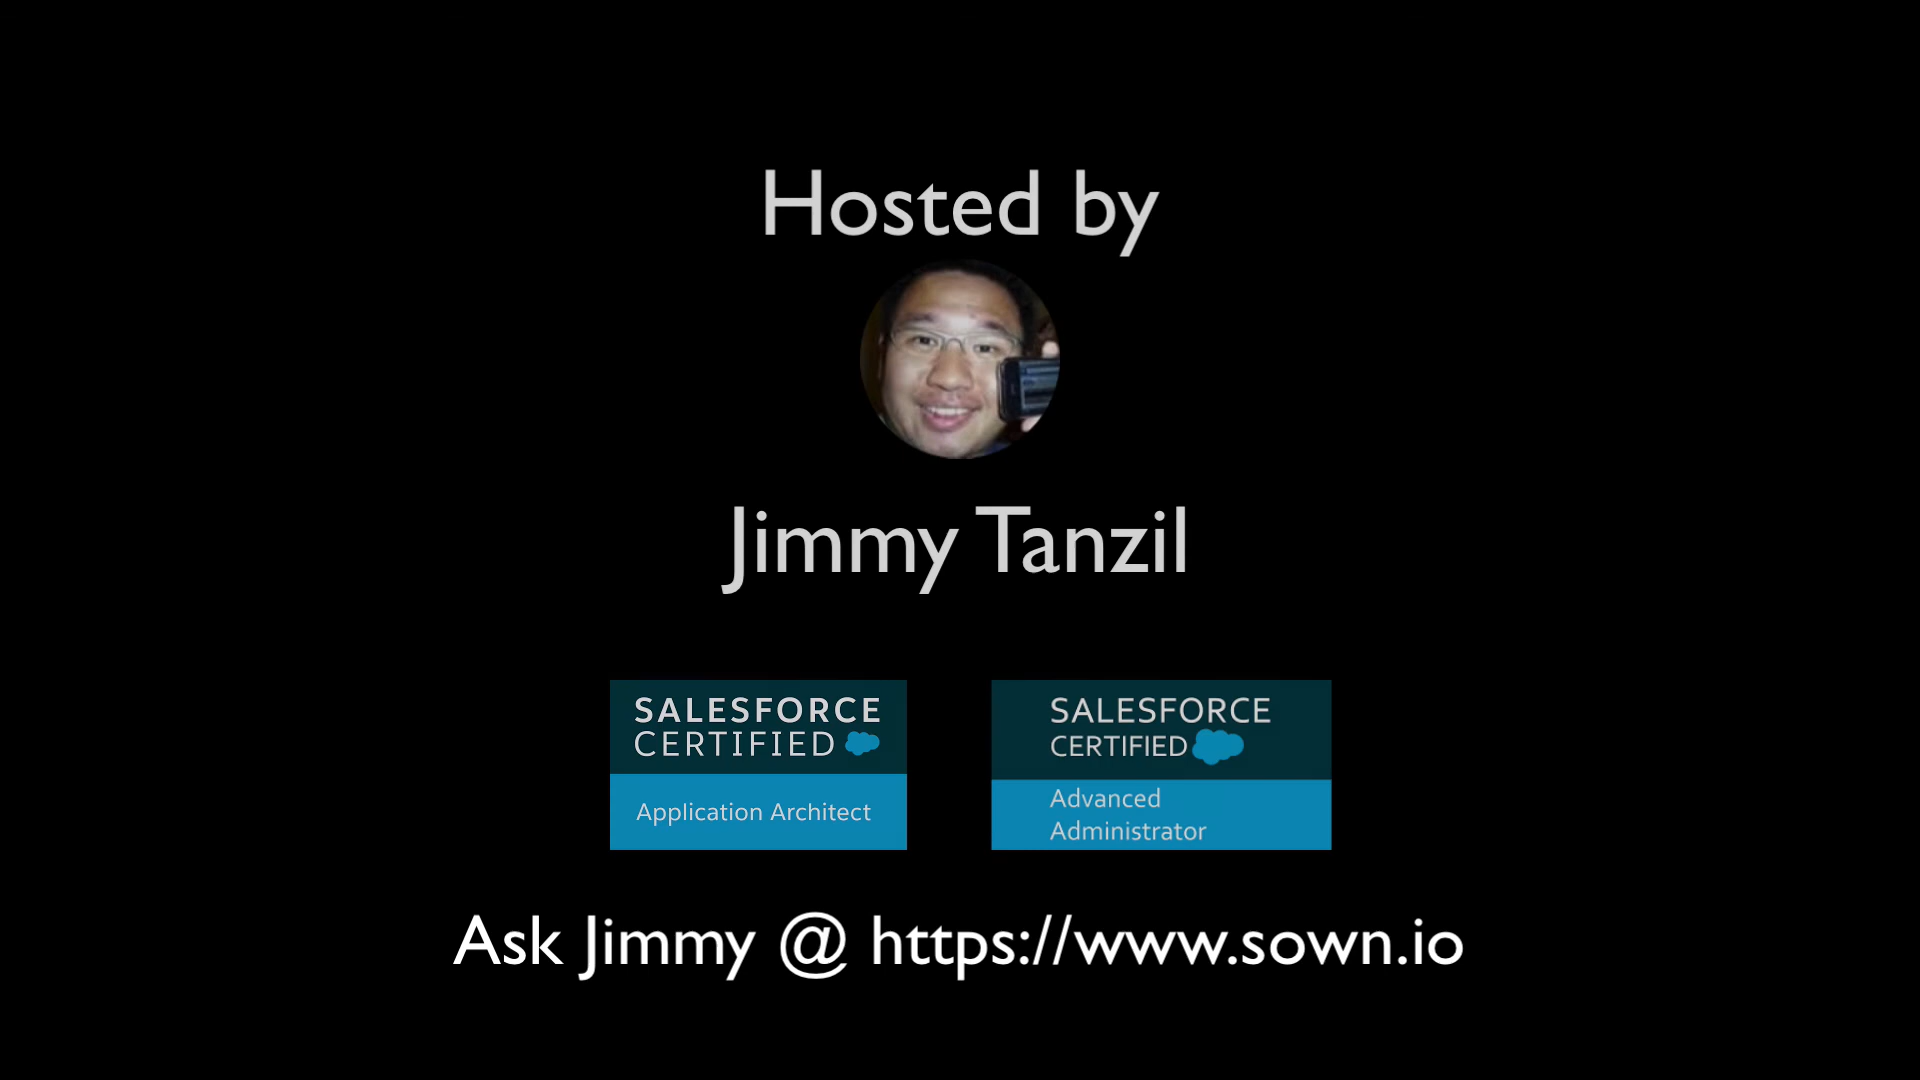 Hosted by
Jimmy Tanzil
SALESFORCE
CERTIFIED
Application Architect
SALESFORCE
CERTIFIED
Advanced
Administrator
Ask Jimmy @ https://www.sown.io